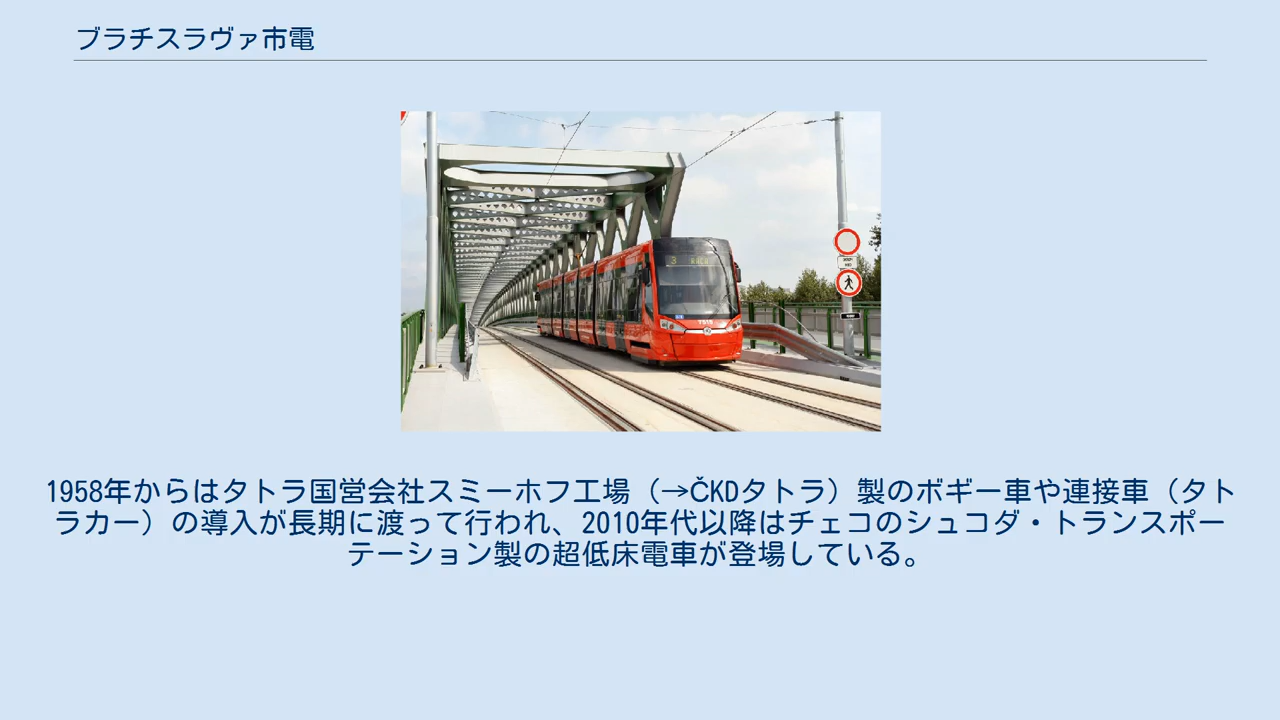 ブラチスラヴァ市電
3
1958年からはタトラ国営会社スミーホフ工場（→ČKDタトラ）製のボギー車や連接車（タト
ラカー）の導入が長期に渡って行われ、2010年代以降はチェコのシュコダ・トランスポー
テーション製の超低床電車が登場している。